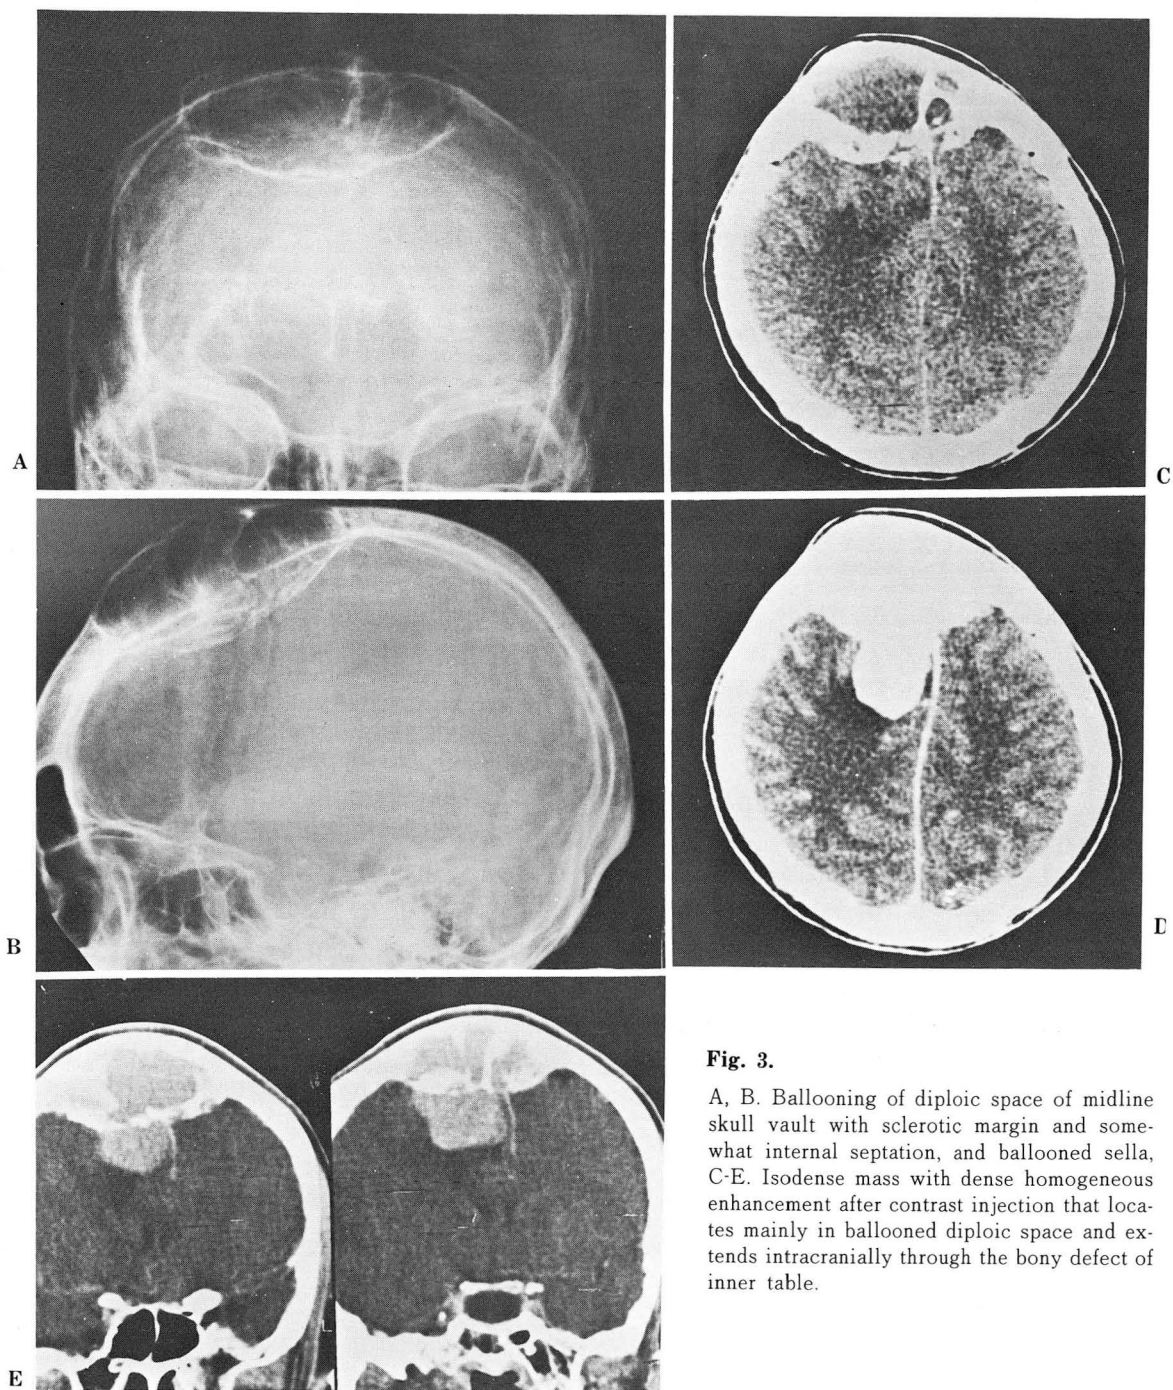 A
C
B
D
E
Fig. 3.
A, B. Ballooning of diploic space of midline
skull vault with sclerotic margin and some-
what internal septation, and ballooned sella,
C-E. Isodense mass with dense homogeneous
enhancement after contrast injection that loca-
tes mainly in ballooned diploic space and ex-
tends intracranially through the bony defect of
inner table.